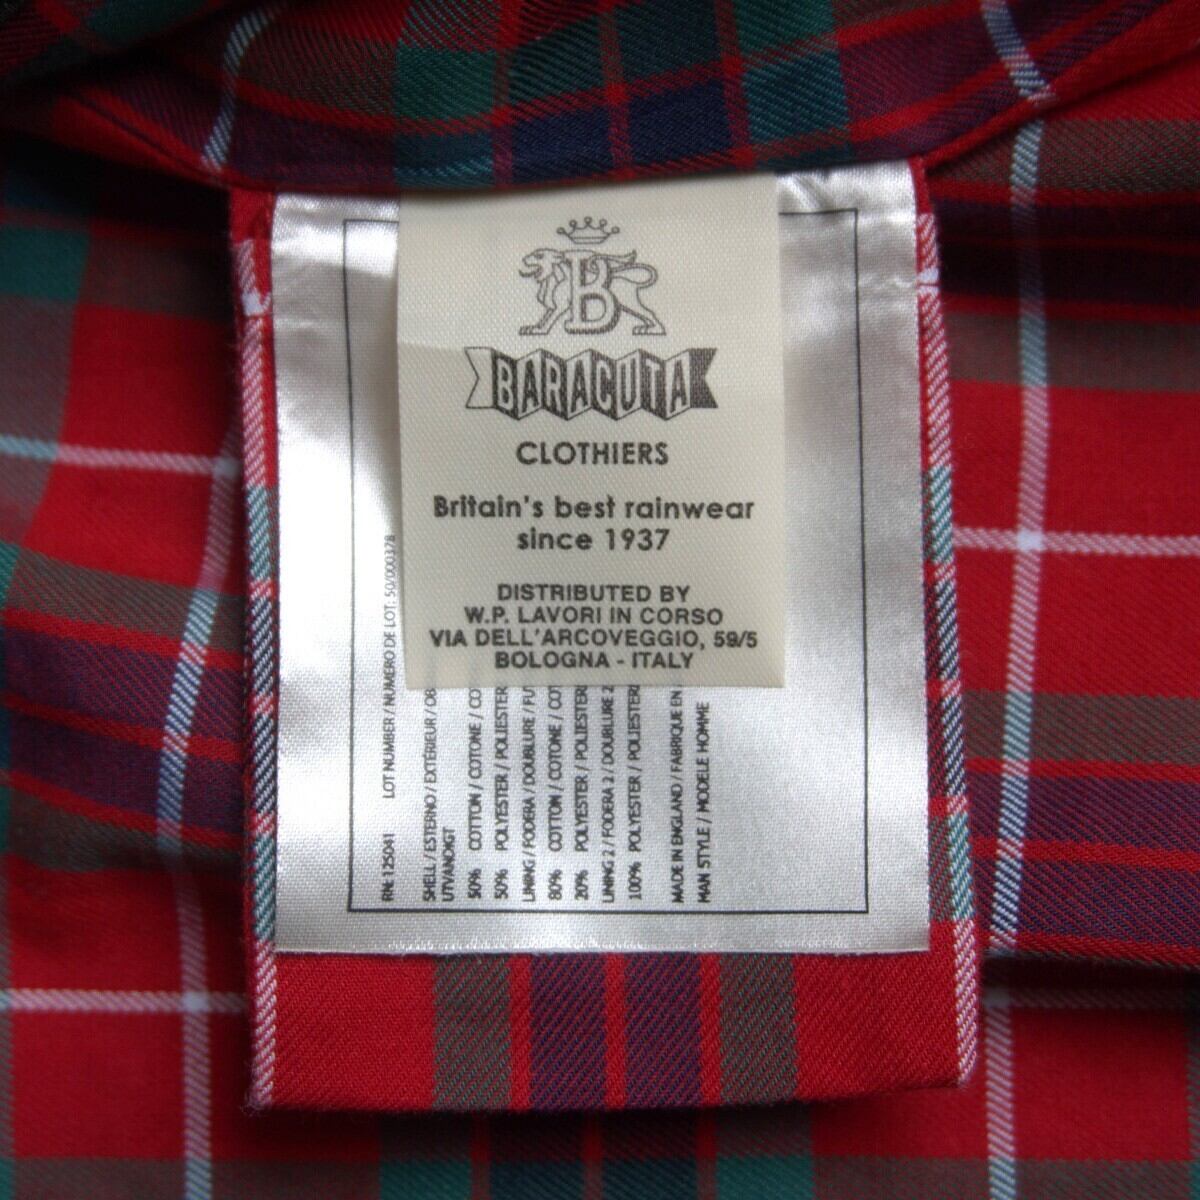 B
BARACUTA
CLOTHIERS
Britain's best rainwear
since 1937
DISTRIBUTED BY
W.P. LAVORI IN CORSO
VIA DELL'ARCOVEGGIO, 59/5
BOLOGNA - ITALY
RN: 125041 LOT NUMBER / NUMERO DE LOT: 50/000378
SHELL / ESTERNO / EXTÉRIEUR /
UTVANDIGT
50% COTTON / COTONE /
50% POLYESTER / POLIESTERE
LINING / FODERA / DOUBLURE /
80% COTTON / COTONE /
20% POLYESTER /
LINING 2 / FODERA 2 / DOUBLURE 2
100% POLYESTER /
MADE IN ENGLAND / FABRIQUE EN
MAN STYLE / MODELE HOMME